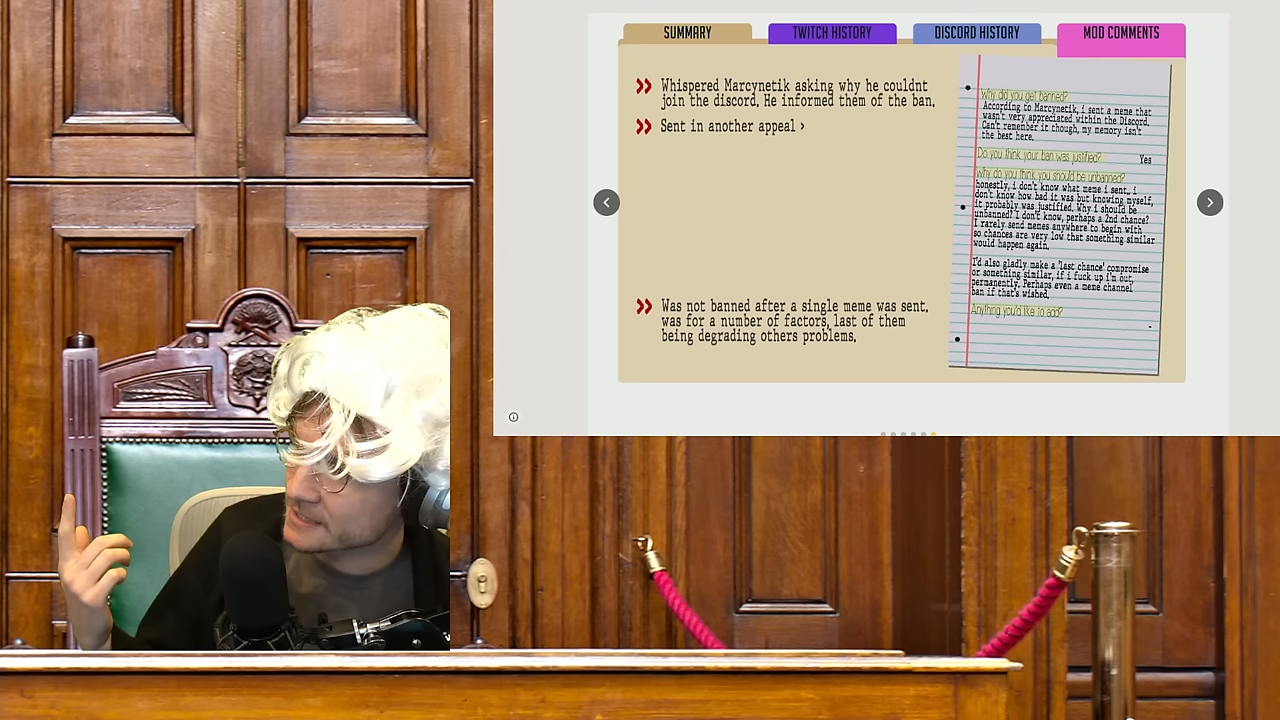 SUMMARY
TWITCH HISTORY
DISCORD HISTORY
MOD COMMENTS
Whispered Marcynetik asking why he couldnt
join the discord. He informed them of the ban.
Sent in another appeal >
Was not banned after a single meme was sent.
was for a number of factors, last of them
being degrading others problems.
Why did you get banned?
According to Marcynetik, i sent a meme that
wasn't very appreciated within the Discord.
Can't remember it though, my memory isn't
the best here.
Do you think your ban was justified? Yes
Why do you think you should be unbanned?
honestly, i don't know what meme i sent., i
don't know how bad it was but knowing myself,
it probably was justified. Why i should be
unbanned? I don't know, perhaps a 2nd chance?
I rarely send memes anywhere to begin with
so chances are very low that something similar
would happen again.
I'd also gladly make a 'last chance' compromise
or something similar, if i fuck up i'm out,
permanently. Perhaps even a meme channel
ban if that's wished.
Anything you'd like to add?
-